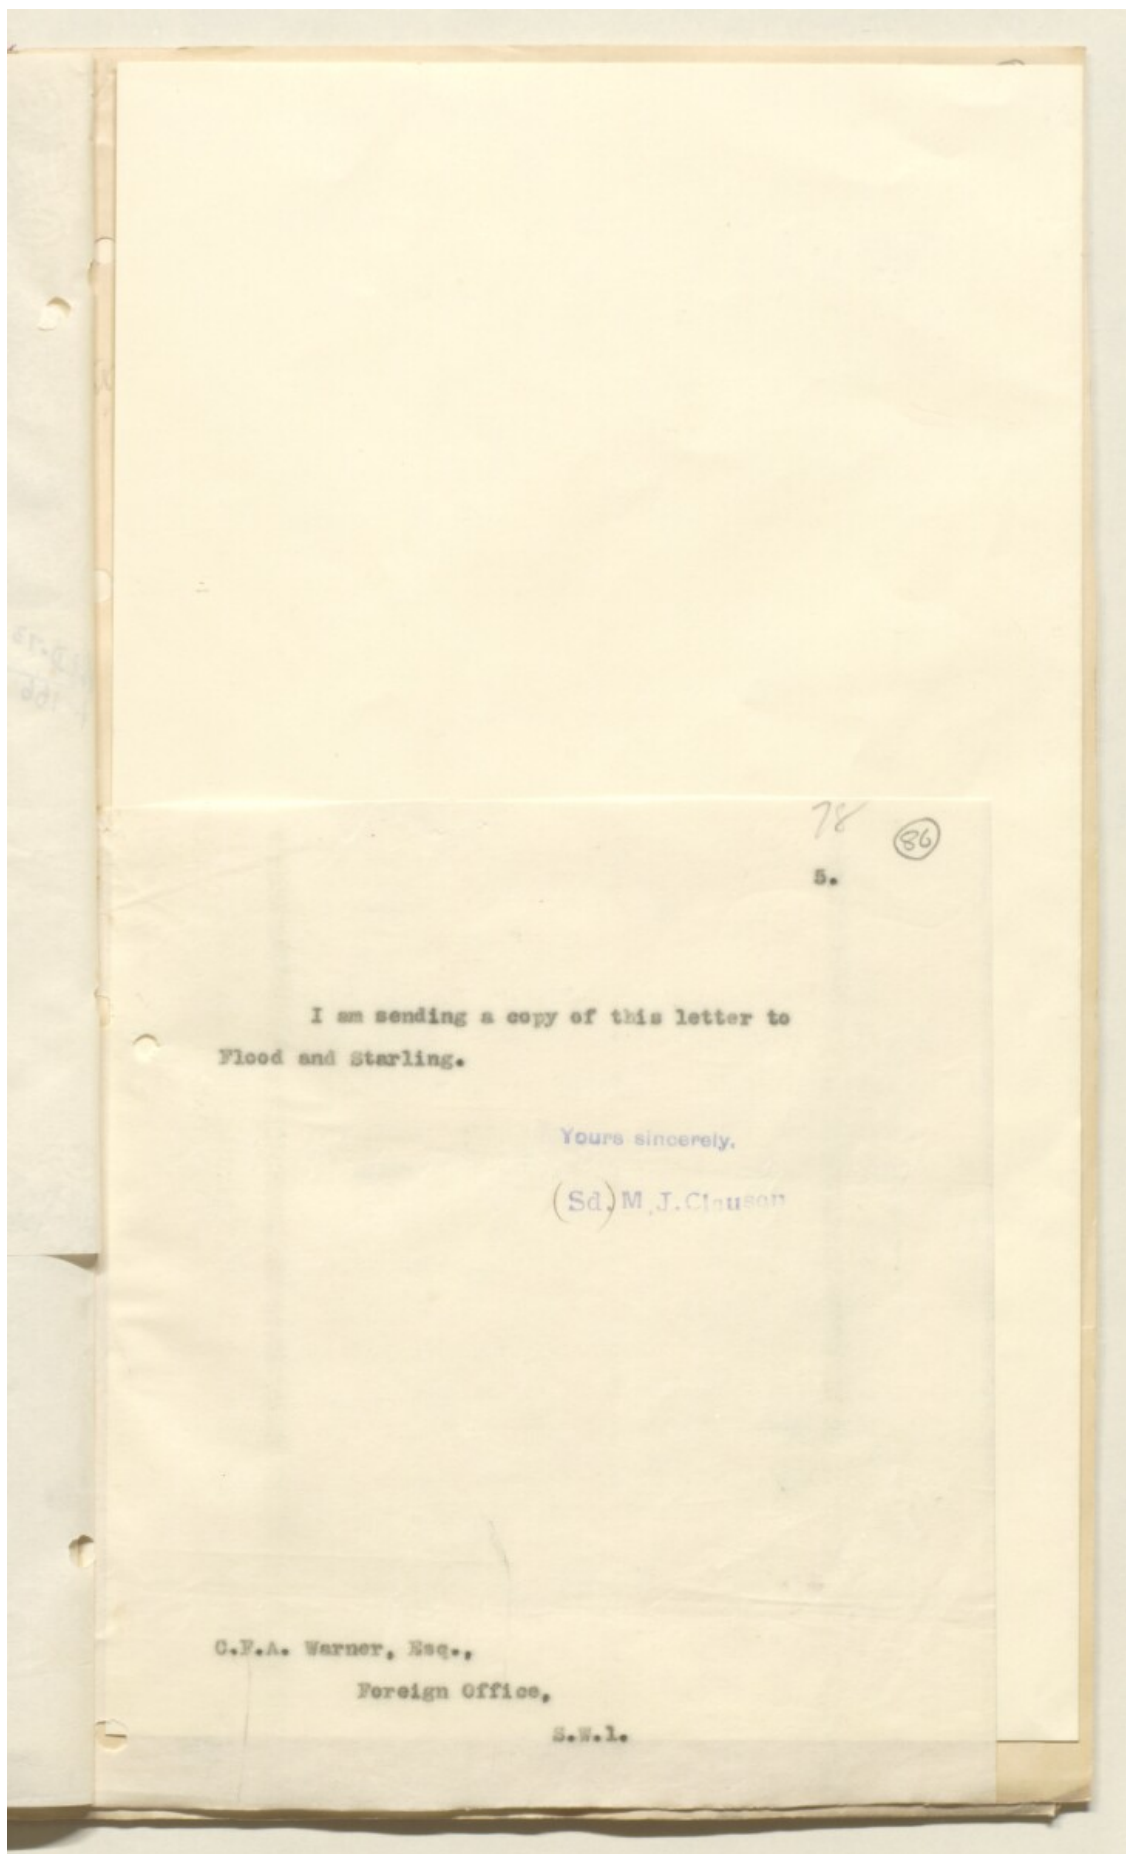 78
86
5.
I am sending a copy of this letter to
Flood and Starling.
Yours sincerely,
(Sd.) M.J. Clauson
C.F.A. Warner, Esq.,
Foreign Office,
S.W.1.